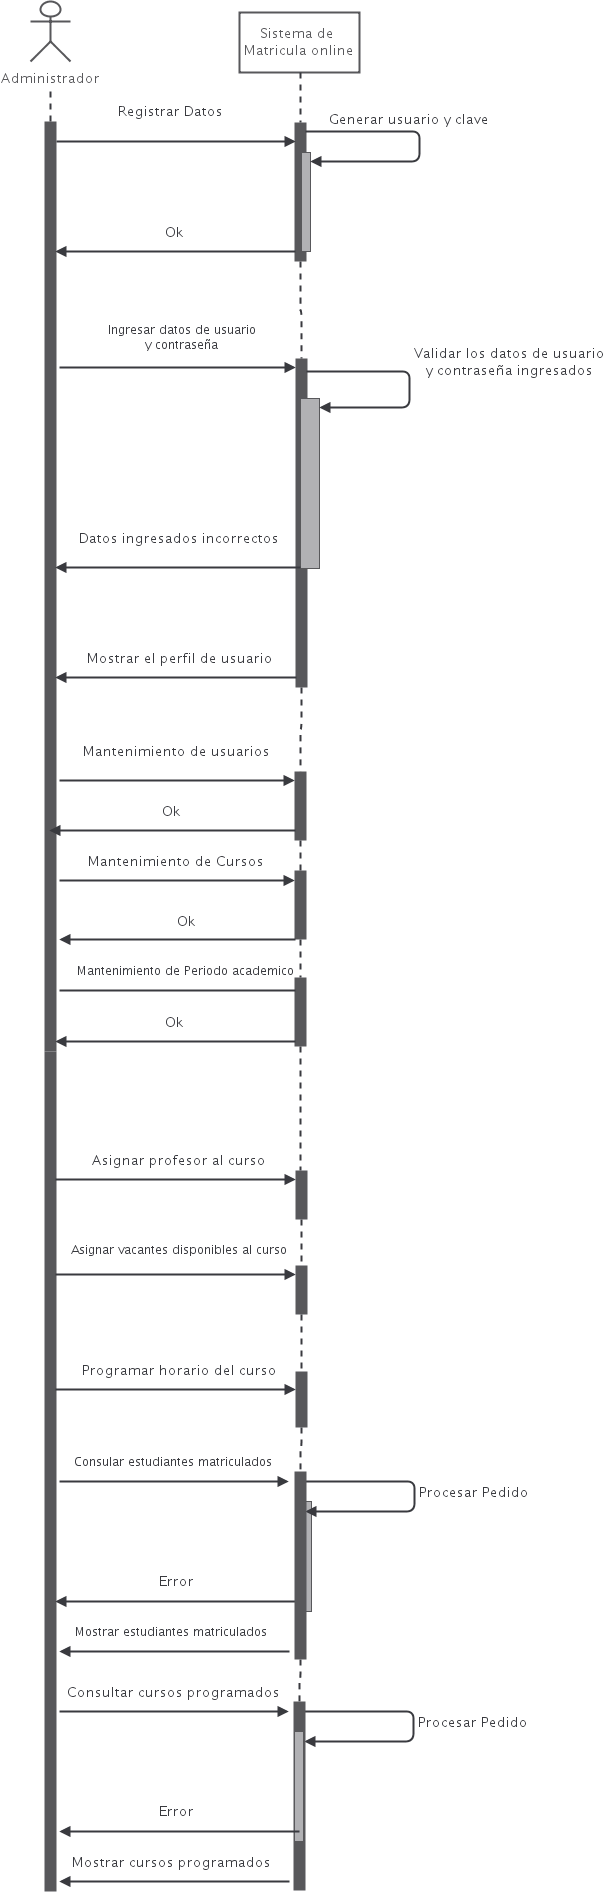 Sistema de
Matricula online
Administrador
Registrar Datos
Generar usuario y clave
Ok
Ingresar datos de usuario
y contraseña
Validar los datos de usuario
y contraseña ingresados
Datos ingresados incorrectos
Mostrar el perfil de usuario
Mantenimiento de usuarios
Ok
Mantenimiento de Cursos
Ok
Mantenimiento de Periodo academico
Ok
Asignar profesor al curso
Asignar vacantes disponibles al curso
Programar horario del curso
Consular estudiantes matriculados
Procesar Pedido
Error
Mostrar estudiantes matriculados
Consultar cursos programados
Procesar Pedido
Error
Mostrar cursos programados